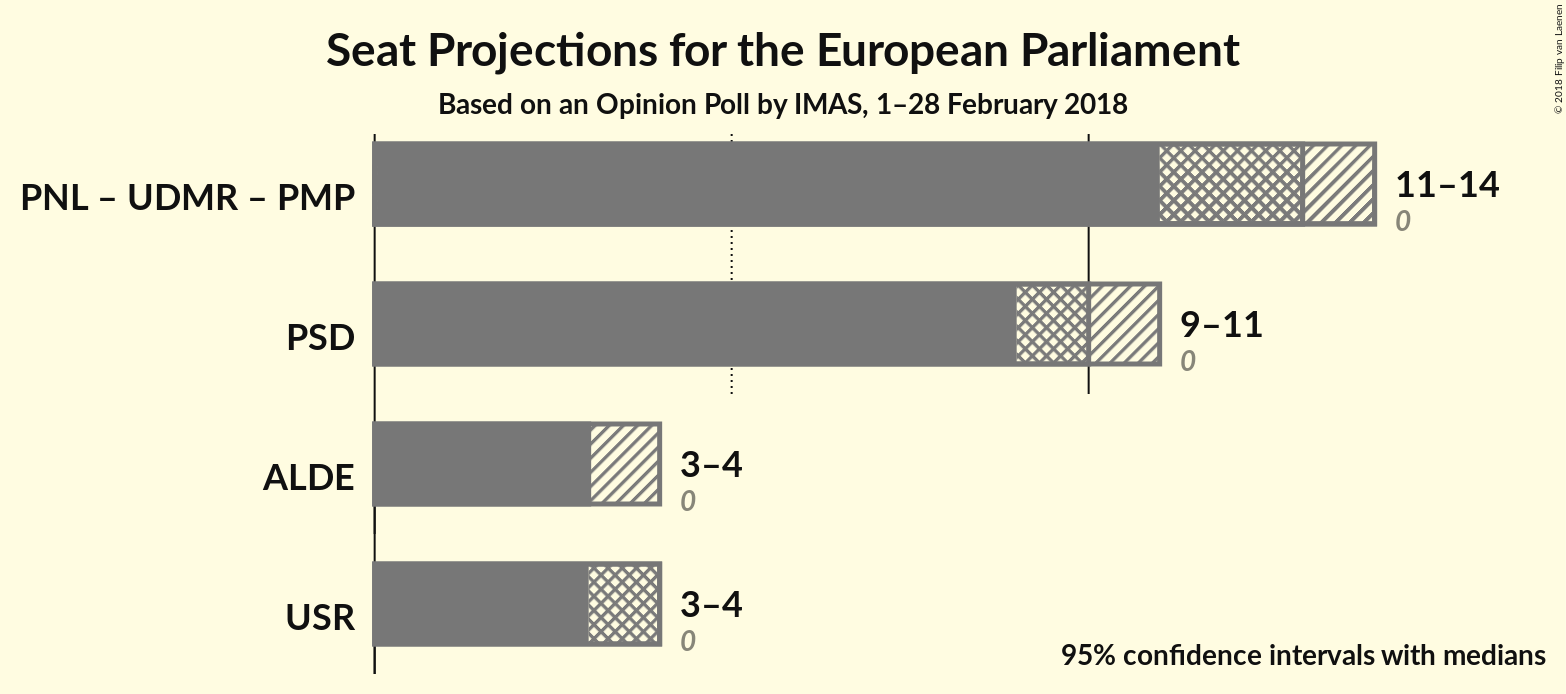 Seat Projections for the European Parliament
Based on an Opinion Poll by IMAS, 1–28 February 2018
© 2018 Filip van Laenen
PNL – UDMR – PMP
11–14
0
PSD
9–11
0
ALDE
3–4
0
USR
3–4
0
95% confidence intervals with medians